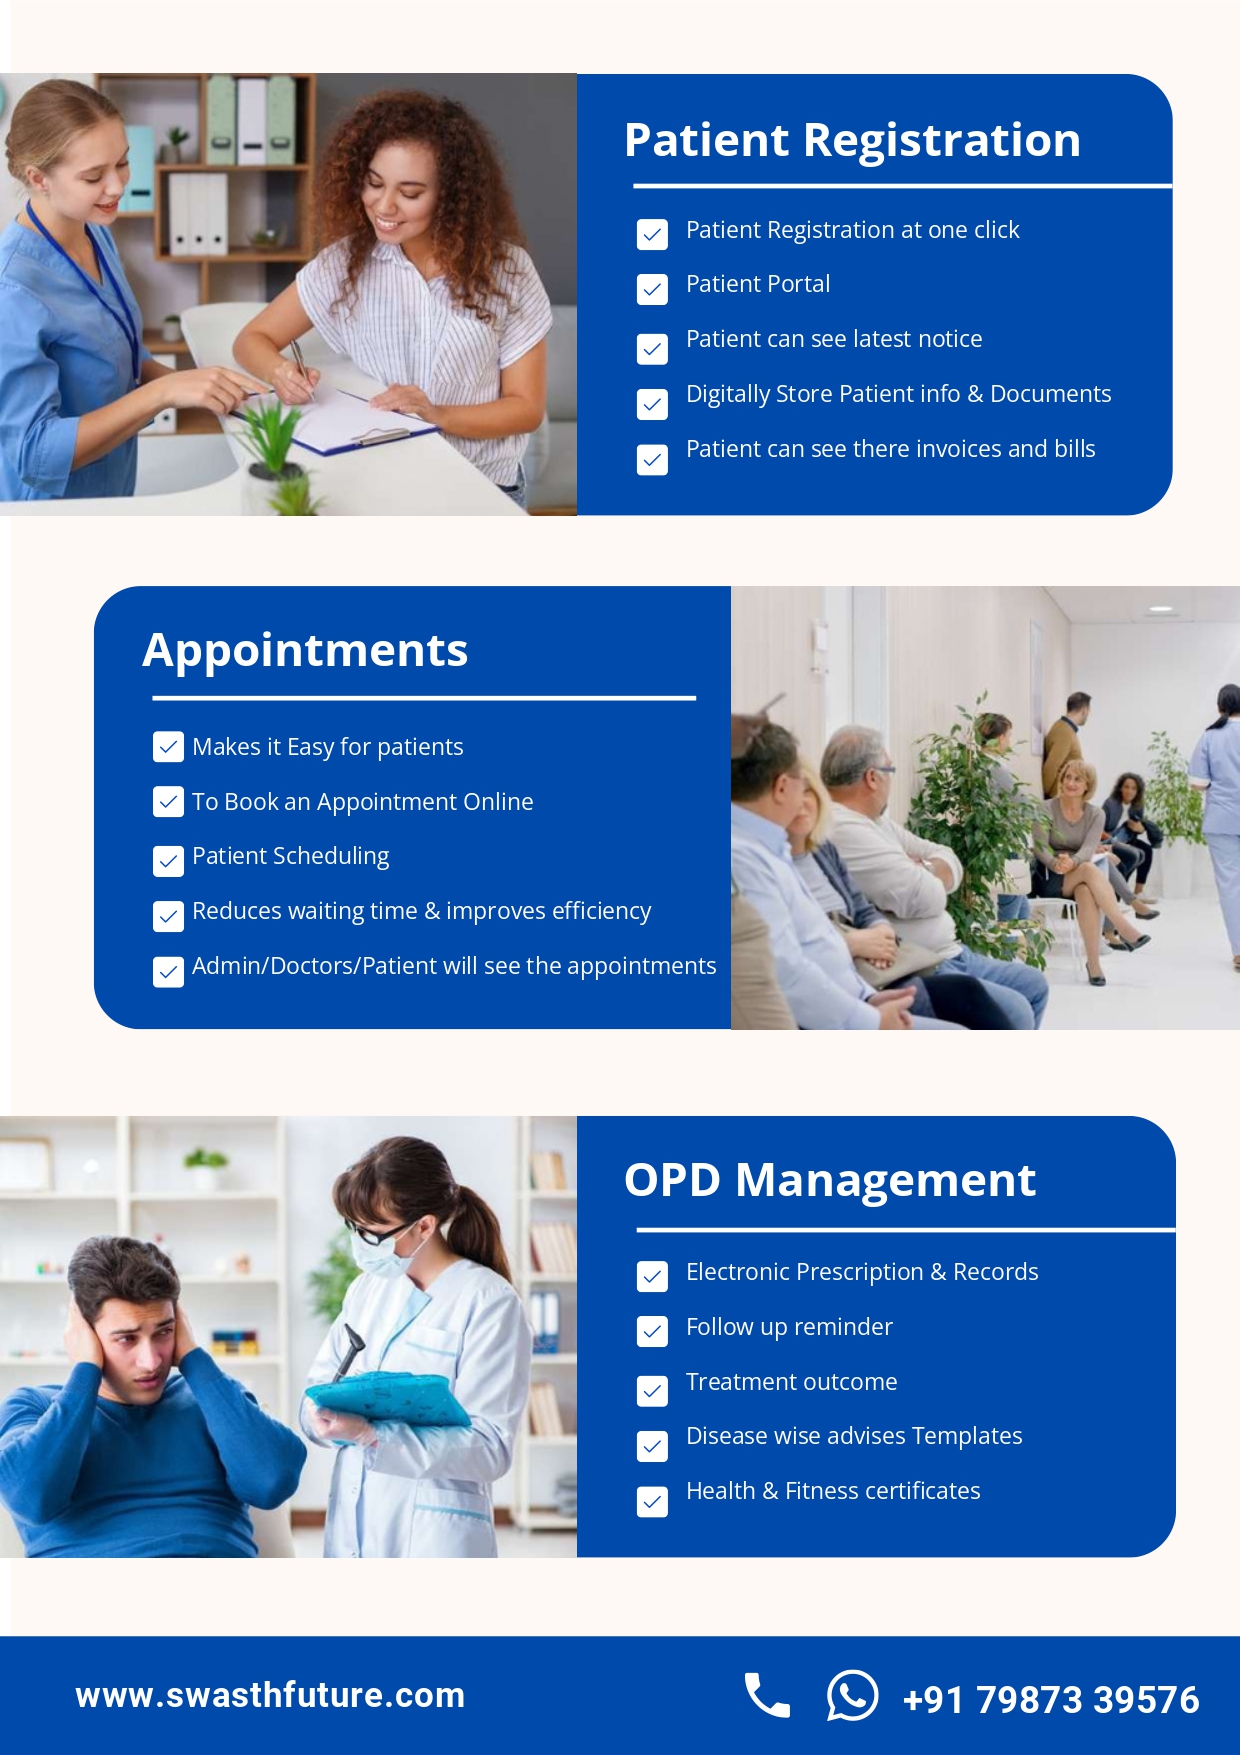 Patient Registration
Patient Registration at one click
Patient Portal
Patient can see latest notice
Digitally Store Patient info & Documents
Patient can see there invoices and bills
Appointments
Makes it Easy for patients
To Book an Appointment Online
Patient Scheduling
Reduces waiting time & improves efficiency
Admin/Doctors/Patient will see the appointments
OPD Management
Electronic Prescription & Records
Follow up reminder
Treatment outcome
Disease wise advises Templates
Health & Fitness certificates
www.swasthfuture.com
+91 79873 39576